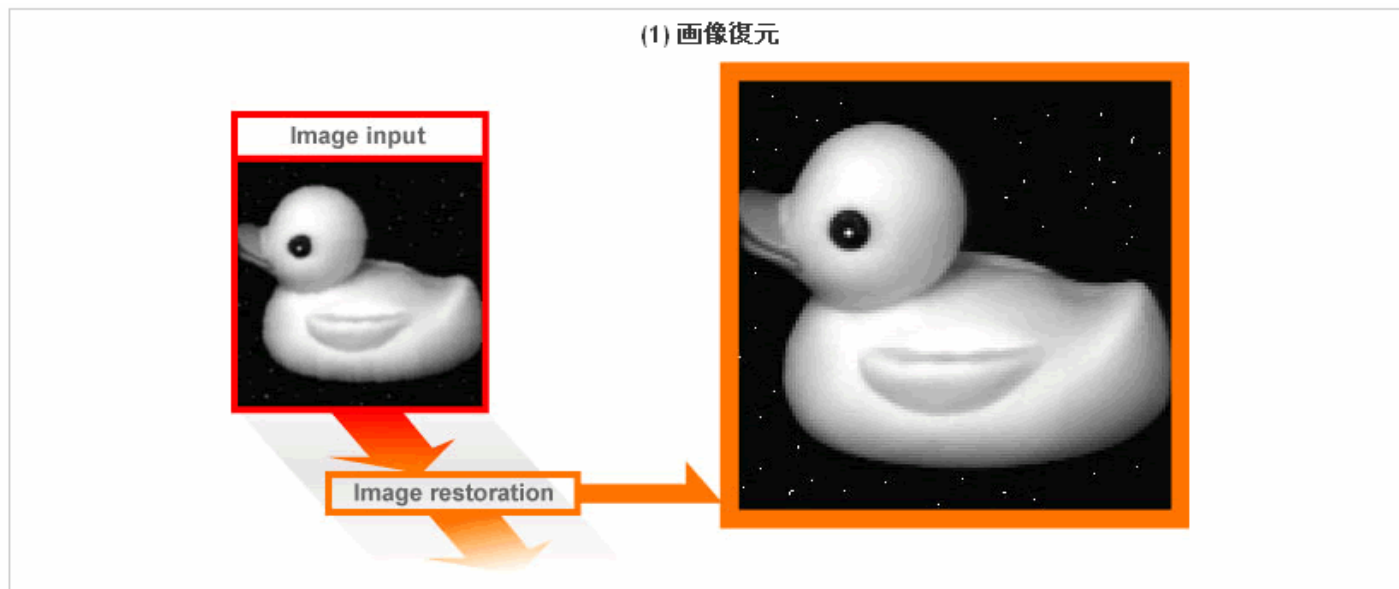 (1) 画像復元
Image input
Image restoration